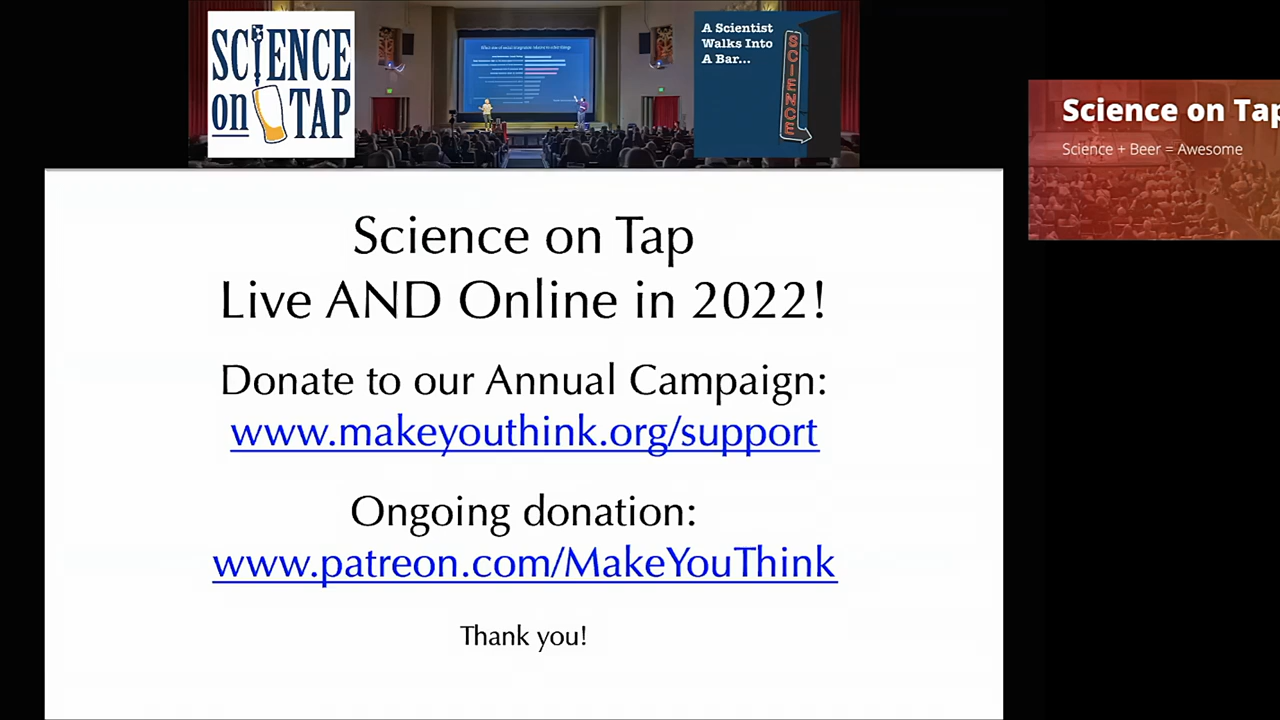 SCIENCE
on TAP
A Scientist
Walks Into
A Bar...
SCIENCE
Science on Tap
Science + Beer = Awesome
Science on Tap
Live AND Online in 2022!
Donate to our Annual Campaign:
www.makeyouthink.org/support
Ongoing donation:
www.patreon.com/MakeYouThink
Thank you!